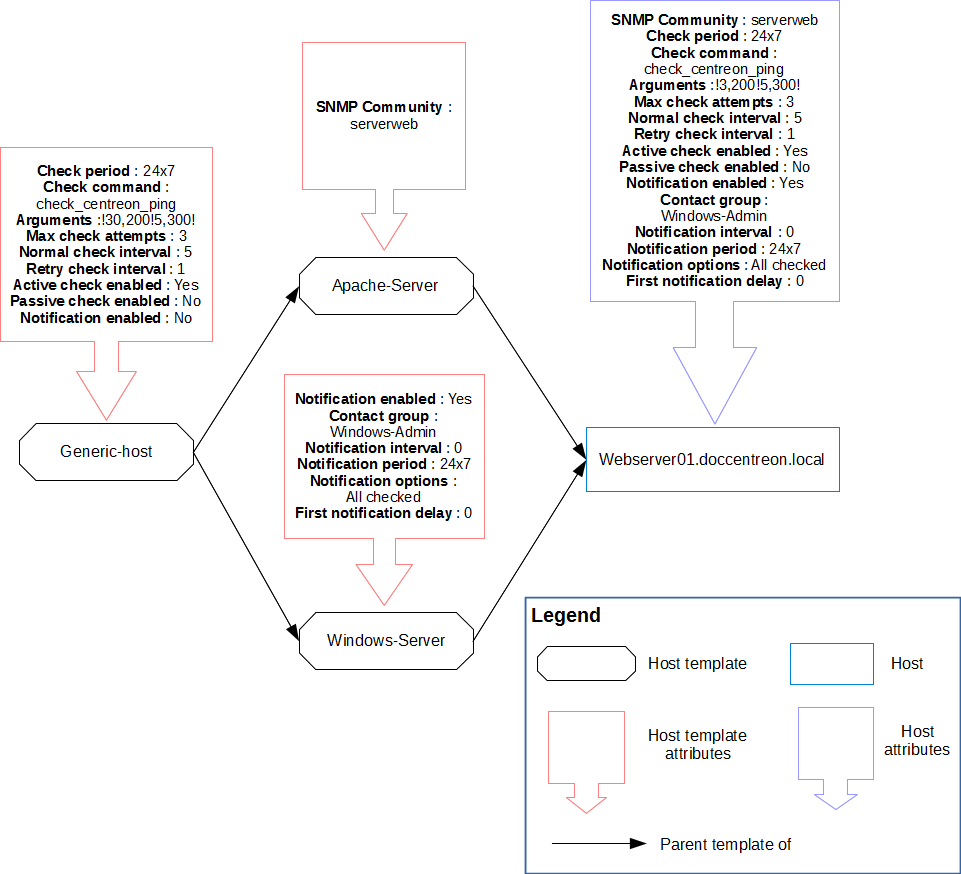 SNMP Community : serverweb
Check period : 24x7
Check command :
check_centreon_ping
Arguments :!3,200!5,300!
Max check attempts : 3
Normal check interval : 5
Retry check interval : 1
Active check enabled : Yes
Passive check enabled : No
Notification enabled : Yes
Contact group :
Windows-Admin
Notification interval : 0
Notification period : 24x7
Notification options : All checked
First notification delay : 0
SNMP Community :
serverweb
Check period : 24x7
Check command :
check_centreon_ping
Arguments :!30,200!5,300!
Max check attempts : 3
Normal check interval : 5
Retry check interval : 1
Active check enabled : Yes
Passive check enabled : No
Notification enabled : No
Apache-Server
Notification enabled : Yes
Contact group :
Windows-Admin
Notification interval : 0
Notification period : 24x7
Notification options :
All checked
First notification delay : 0
Generic-host
Webserver01.doccentreon.local
Windows-Server
Legend
Host template
Host
Host template
attributes
Host
attributes
Parent template of